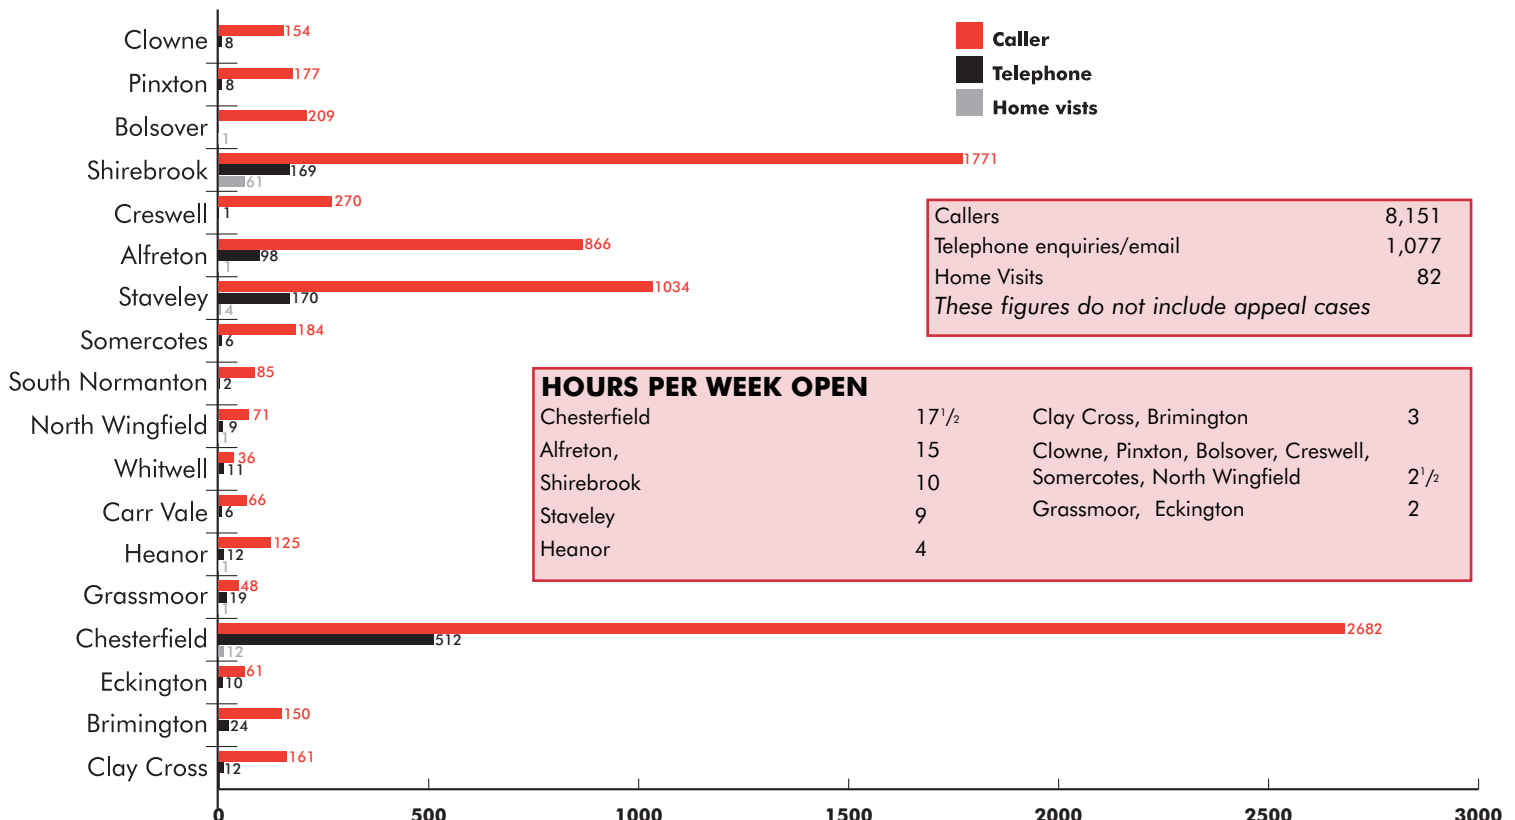 Clowne
154
8
Pinxton
177
8
Bolsover
209
1
Shirebrook
1771
169
61
Creswell
270
1
Alfreton
866
98
1
Staveley
1034
170
4
Somercotes
184
6
South Normanton
85
2
North Wingfield
71
9
1
Whitwell
36
11
Carr Vale
66
6
Heanor
125
12
1
Grassmoor
48
19
1
Chesterfield
2682
512
12
Eckington
61
10
Brimington
150
24
Clay Cross
161
12
0 500 1000 1500 2000 2500 3000
Caller
Telephone
Home vists
Callers 8,151
Telephone enquiries/email 1,077
Home Visits 82
These figures do not include appeal cases
HOURS PER WEEK OPEN
Chesterfield 17 1/2
Alfreton, 15
Shirebrook 10
Staveley 9
Heanor 4
Clay Cross, Brimington 3
Clowne, Pinxton, Bolsover, Creswell,
Somercotes, North Wingfield 2 1/2
Grassmoor, Eckington 2